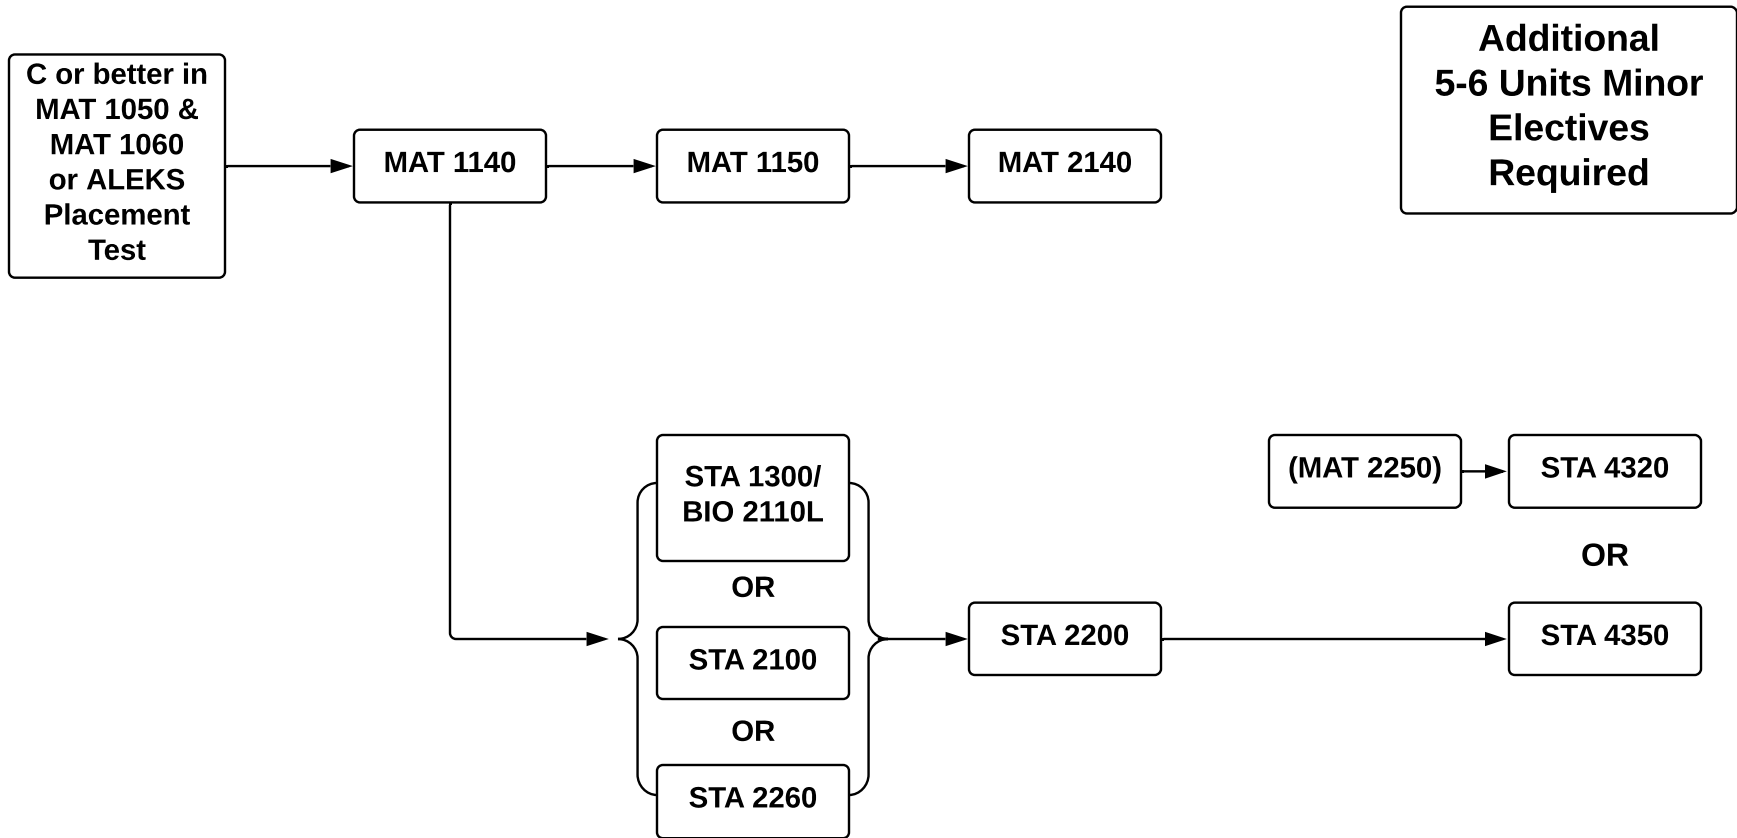 C or better in
MAT 1050 &
MAT 1060
or ALEKS
Placement
Test
MAT 1140
MAT 1150
MAT 2140
Additional
5-6 Units Minor
Electives
Required
STA 1300/
BIO 2110L
OR
STA 2100
OR
STA 2260
STA 2200
(MAT 2250)
STA 4320
OR
STA 4350